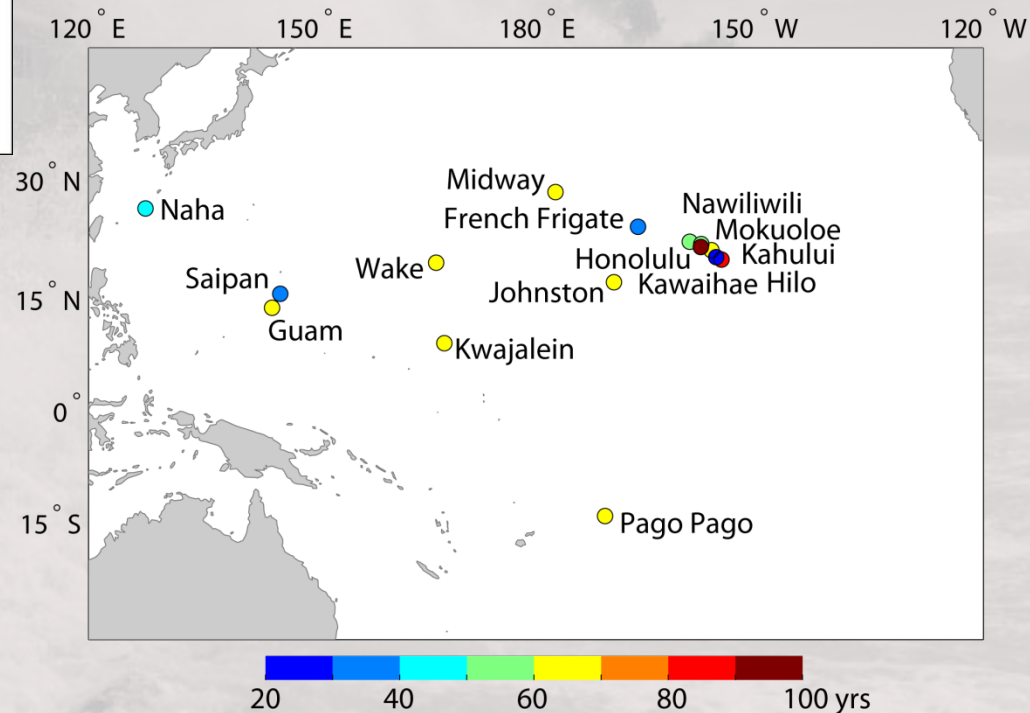 120 ° E 150 ° E 180 ° E 150 ° W 120 ° W
30 ° N
15 ° N
0 °
15 ° S
Midway
Nawiliwili
Naha
French Frigate
Mokuoloe
Honolulu
Kahului
Wake
Saipan
Kawaihae Hilo
Johnston
Guam
Kwajalein
Pago Pago
20 40 60 80 100 yrs